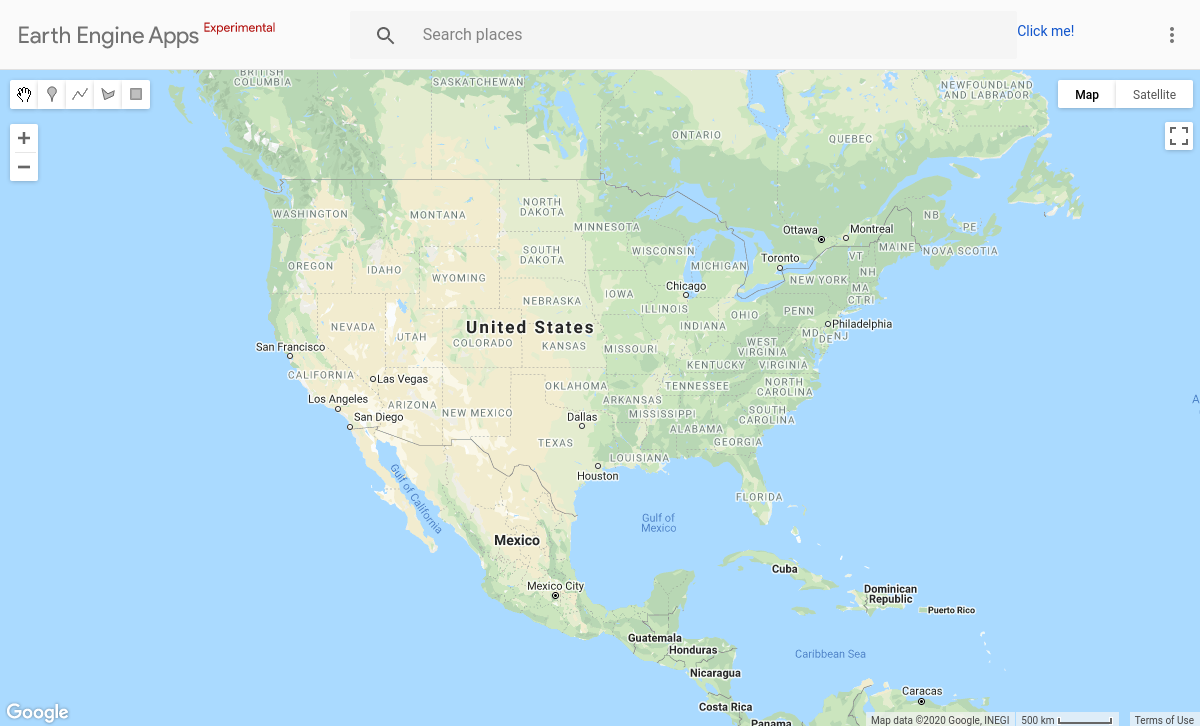 Earth Engine Apps Experimental
Search places
Click me!
Map
Satellite
BRITISH
COLUMBIA
SASKATCHEWAN
NEWFOUNDLAND
AND LABRADOR
ONTARIO
QUEBEC
WASHINGTON
MONTANA
NORTH
DAKOTA
MINNESOTA
NB
PE
Ottawa
Montreal
MAINE
NOVA SCOTIA
OREGON
IDAHO
WYOMING
SOUTH
DAKOTA
WISCONSIN
MICHIGAN
Toronto
VT
NH
NEW YORK
MA
CT
RI
Chicago
IOWA
NEBRASKA
ILLINOIS
INDIANA
OHIO
PENN
Philadelphia
MD
DE
NJ
NEVADA
UTAH
United States
COLORADO
KANSAS
MISSOURI
WEST
VIRGINIA
KENTUCKY
VIRGINIA
San Francisco
CALIFORNIA
Las Vegas
OKLAHOMA
TENNESSEE
NORTH
CAROLINA
Los Angeles
ARIZONA
NEW MEXICO
ARKANSAS
MISSISSIPPI
SOUTH
CAROLINA
San Diego
Dallas
ALABAMA
TEXAS
GEORGIA
LOUISIANA
Houston
Gulf of California
FLORIDA
Gulf of
Mexico
Mexico
Mexico City
Cuba
Dominican
Republic
Puerto Rico
Guatemala
Honduras
Caribbean Sea
Nicaragua
Caracas
Costa Rica
Panama
Google
Map data ©2020 Google, INEGI
500 km
Terms of Use